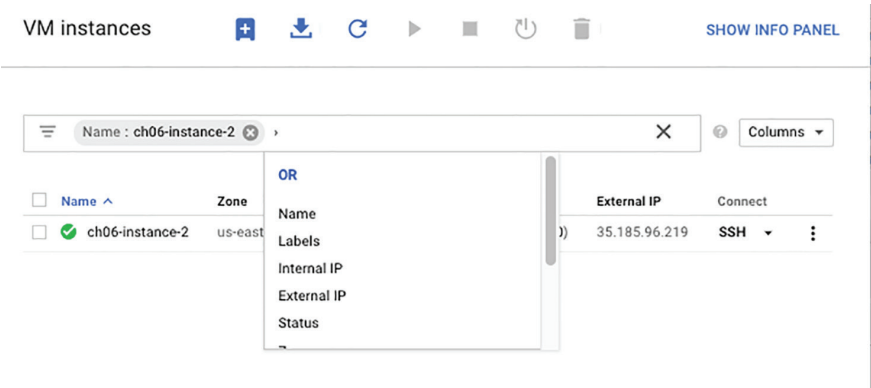 VM instances
SHOW INFO PANEL
Name : ch06-instance-2
Columns
OR
Name
Labels
Internal IP
External IP
Status
Name Zone External IP Connect
ch06-instance-2 us-east 0) 35.185.96.219 SSH